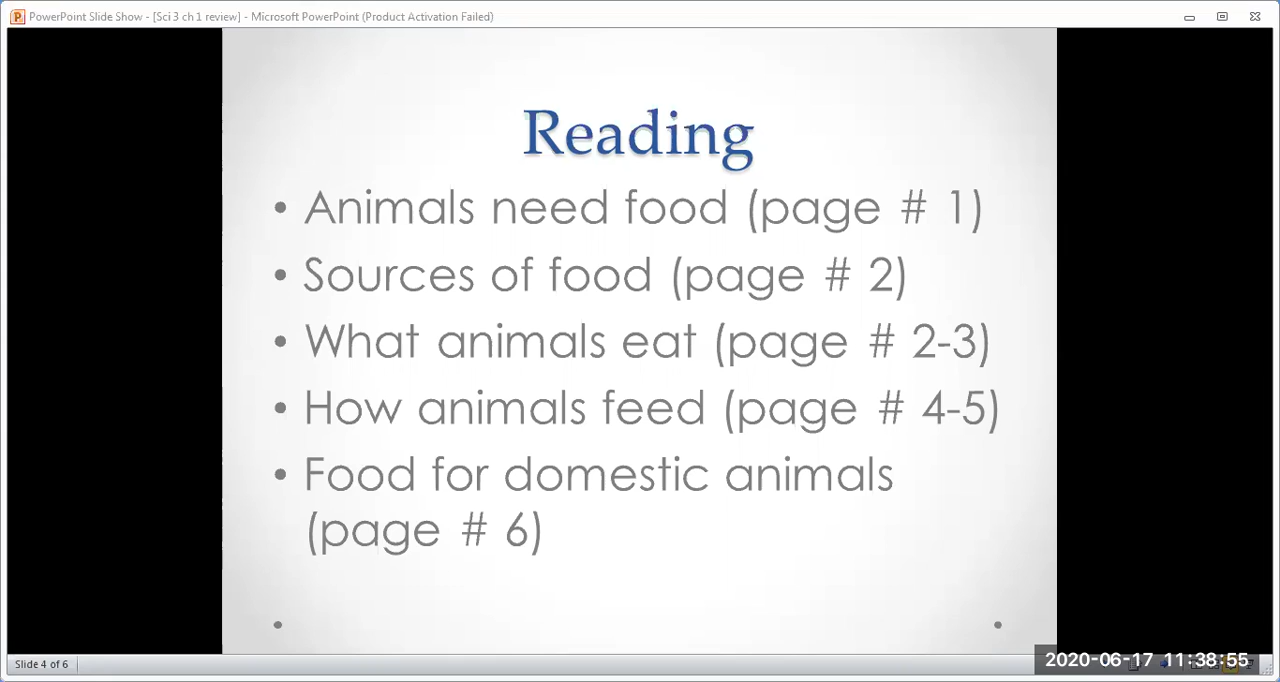 PowerPoint Slide Show - [Sci 3 ch 1 review] - Microsoft PowerPoint (Product Activation Failed)
Reading
• Animals need food (page # 1)
• Sources of food (page # 2)
• What animals eat (page # 2-3)
• How animals feed (page # 4-5)
• Food for domestic animals
(page # 6)
Slide 4 of 6
2020-06-17 11:38:55